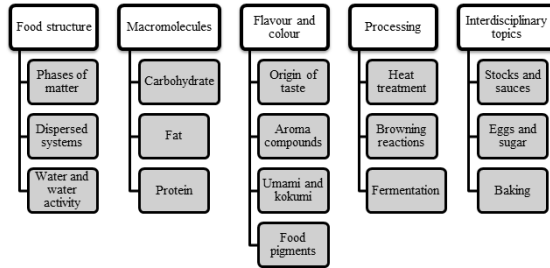 Food structure
Phases of
matter
Dispersed
systems
Water and
water
activity
Macromolecules
Carbohydrate
Fat
Protein
Flavour and
colour
Origin of
taste
Aroma
compounds
Umami and
kokumi
Food
pigments
Processing
Heat
treatment
Browning
reactions
Fermentation
Interdisciplinary
topics
Stocks and
sauces
Eggs and
sugar
Baking